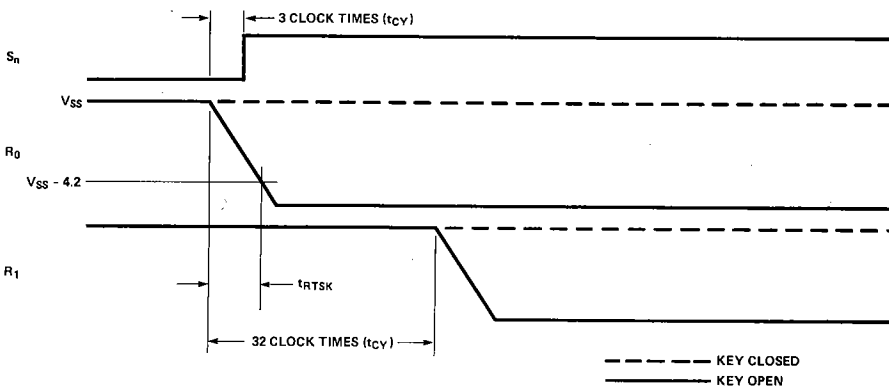 3 CLOCK TIMES (tCY)
Sn
VSS
R0
VSS - 4.2
R1
tRTSK
32 CLOCK TIMES (tCY)
KEY CLOSED
KEY OPEN